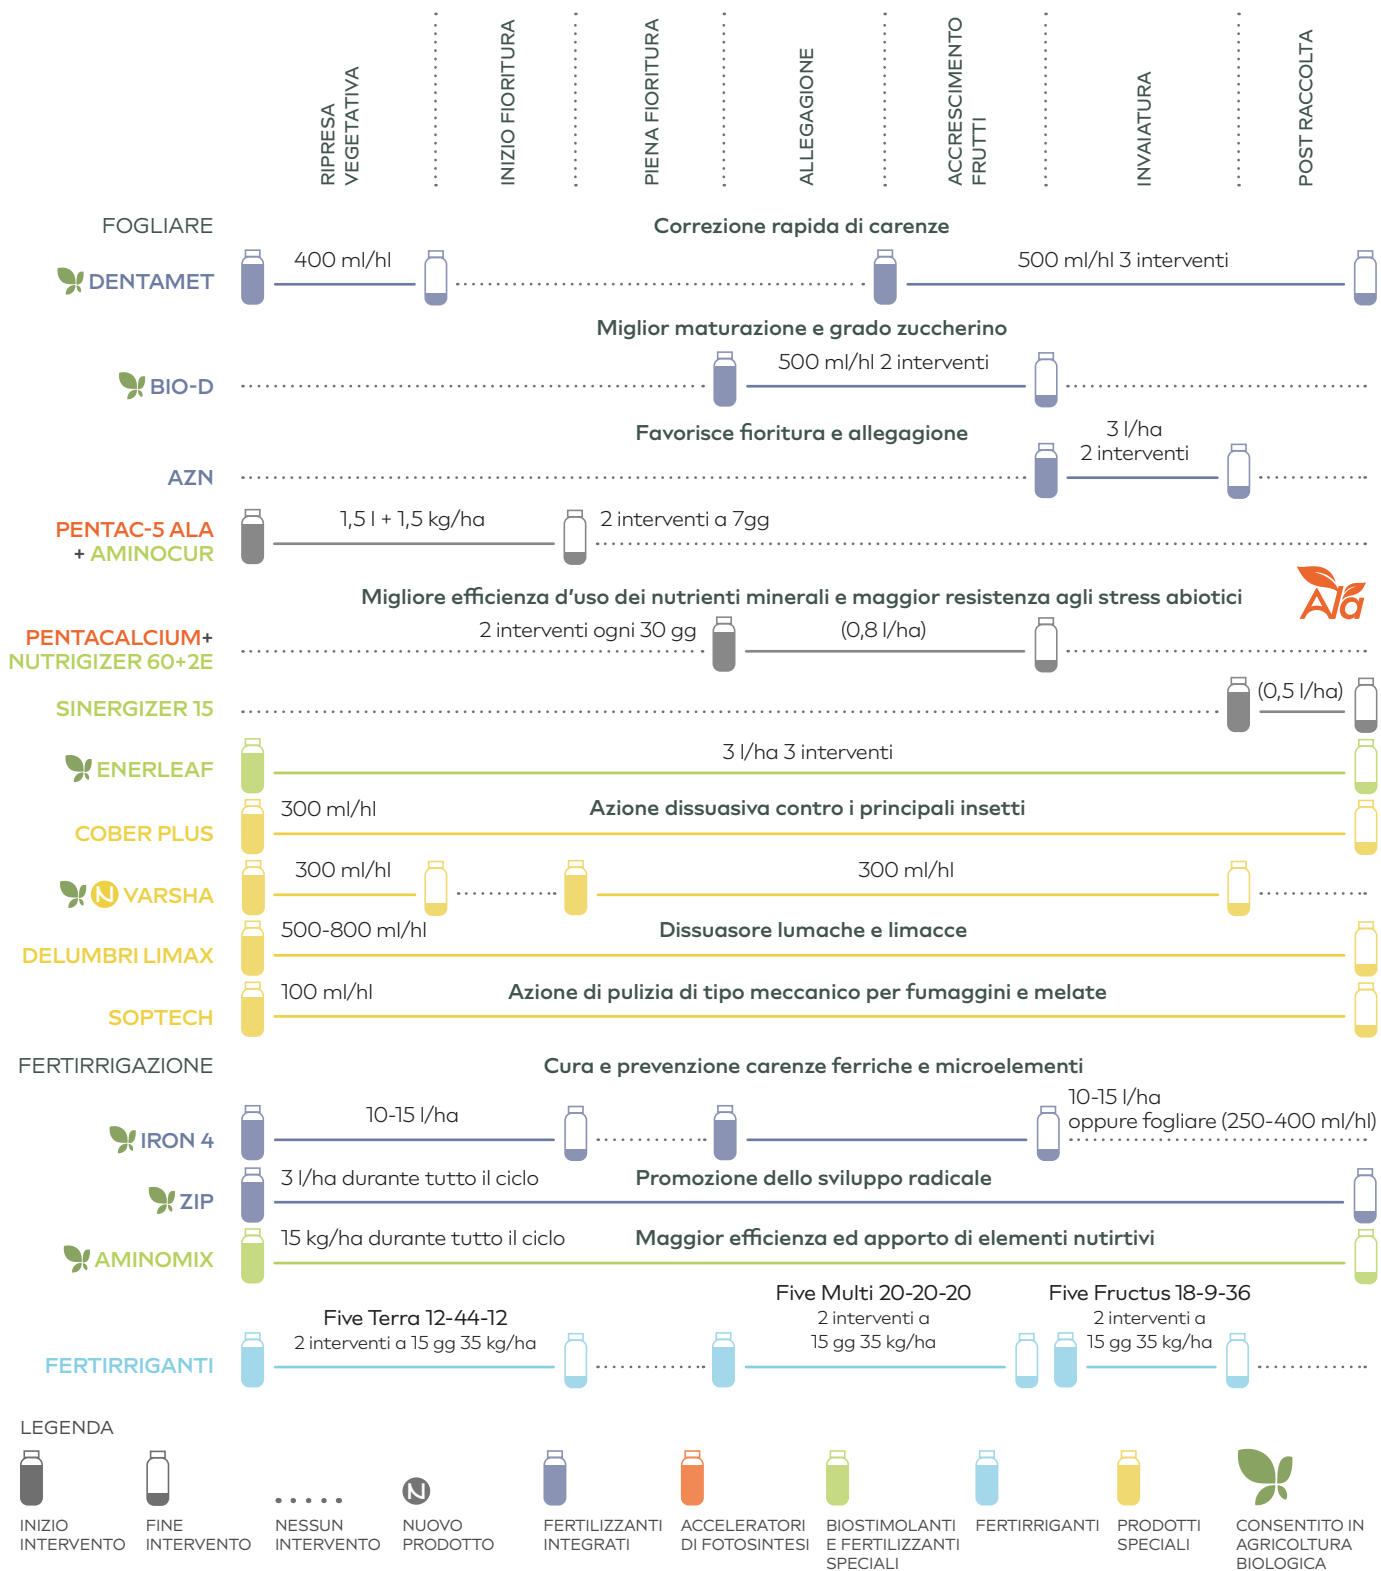 RIPRESA
VEGETATIVA
INIZIO FIORITURA
PIENA FIORITURA
ALLEGAGIONE
ACCRESCIMENTO
FRUTTI
INVAIATURA
POST RACCOLTA
FOGLIARE
Correzione rapida di carenze
DENTAMET
400 ml/hl
500 ml/hl 3 interventi
Miglior maturazione e grado zuccherino
BIO-D
500 ml/hl 2 interventi
Favorisce fioritura e allegagione
AZN
3 l/ha
2 interventi
PENTAC-5 ALA
+ AMINOCUR
1,5 l + 1,5 kg/ha
2 interventi a 7gg
Ala
Migliore efficienza d'uso dei nutrienti minerali e maggior resistenza agli stress abiotici
PENTACALCIUM+
NUTRIGIZER 60+2E
2 interventi ogni 30 gg
(0,8 l/ha)
SINERGIZER 15
(0,5 l/ha)
ENERLEAF
3 l/ha 3 interventi
COBER PLUS
300 ml/hl
Azione dissuasiva contro i principali insetti
N VARSHA
300 ml/hl
300 ml/hl
DELUMBRI LIMAX
500-800 ml/hl
Dissuasore lumache e limacce
SOPTECH
100 ml/hl
Azione di pulizia di tipo meccanico per fumaggini e melate
FERTIRRIGAZIONE
Cura e prevenzione carenze ferriche e microelementi
IRON 4
10-15 l/ha
10-15 l/ha
oppure fogliare (250-400 ml/hl)
ZIP
3 l/ha durante tutto il ciclo
Promozione dello sviluppo radicale
AMINOMIX
15 kg/ha durante tutto il ciclo
Maggior efficienza ed apporto di elementi nutirtivi
FERTIRRIGANTI
Five Terra 12-44-12
2 interventi a 15 gg 35 kg/ha
Five Multi 20-20-20
2 interventi a
15 gg 35 kg/ha
Five Fructus 18-9-36
2 interventi a
15 gg 35 kg/ha
LEGENDA
INIZIO
INTERVENTO
FINE
INTERVENTO
NESSUN
INTERVENTO
N
NUOVO
PRODOTTO
FERTILIZZANTI
INTEGRATI
ACCELERATORI
DI FOTOSINTESI
BIOSTIMOLANTI
E FERTILIZZANTI
SPECIALI
FERTIRRIGANTI
PRODOTTI
SPECIALI
CONSENTITO IN
AGRICOLTURA
BIOLOGICA